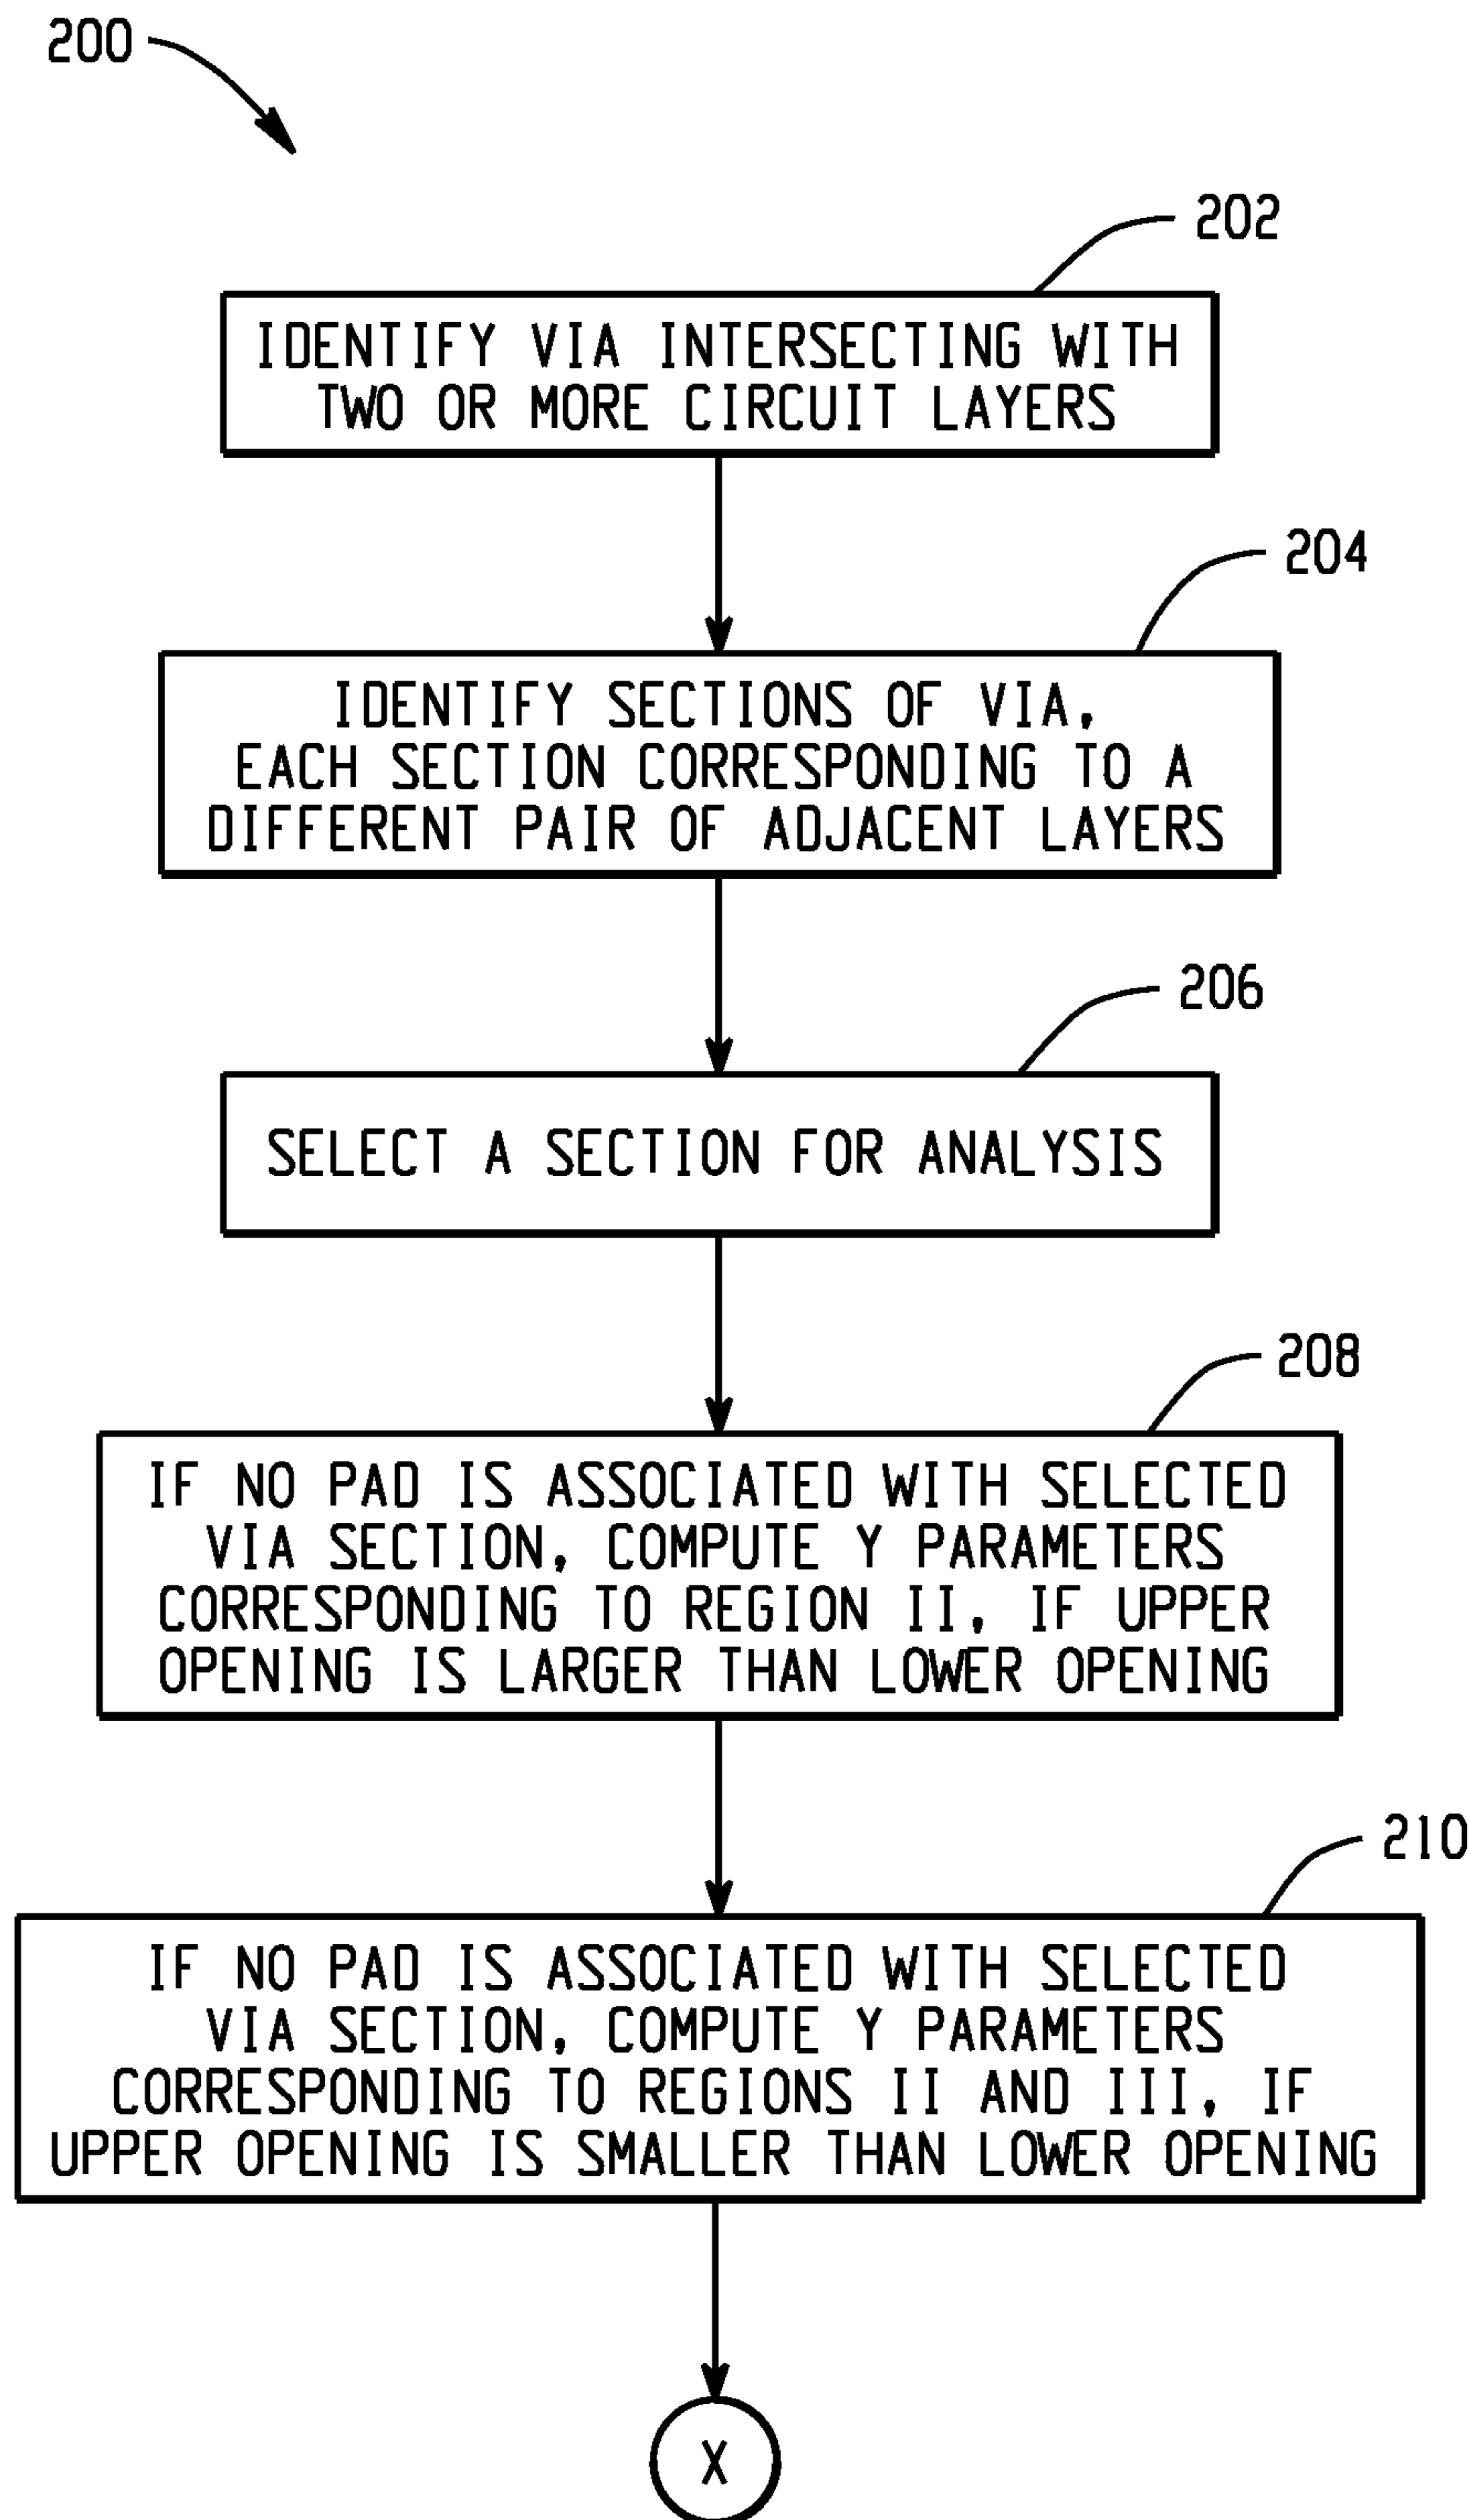 200
202
IDENTIFY VIA INTERSECTING WITH
TWO OR MORE CIRCUIT LAYERS
204
IDENTIFY SECTIONS OF VIA,
EACH SECTION CORRESPONDING TO A
DIFFERENT PAIR OF ADJACENT LAYERS
206
SELECT A SECTION FOR ANALYSIS
208
IF NO PAD IS ASSOCIATED WITH SELECTED
VIA SECTION, COMPUTE Y PARAMETERS
CORRESPONDING TO REGION II, IF UPPER
OPENING IS LARGER THAN LOWER OPENING
210
IF NO PAD IS ASSOCIATED WITH SELECTED
VIA SECTION, COMPUTE Y PARAMETERS
CORRESPONDING TO REGIONS II AND III, IF
UPPER OPENING IS SMALLER THAN LOWER OPENING
X